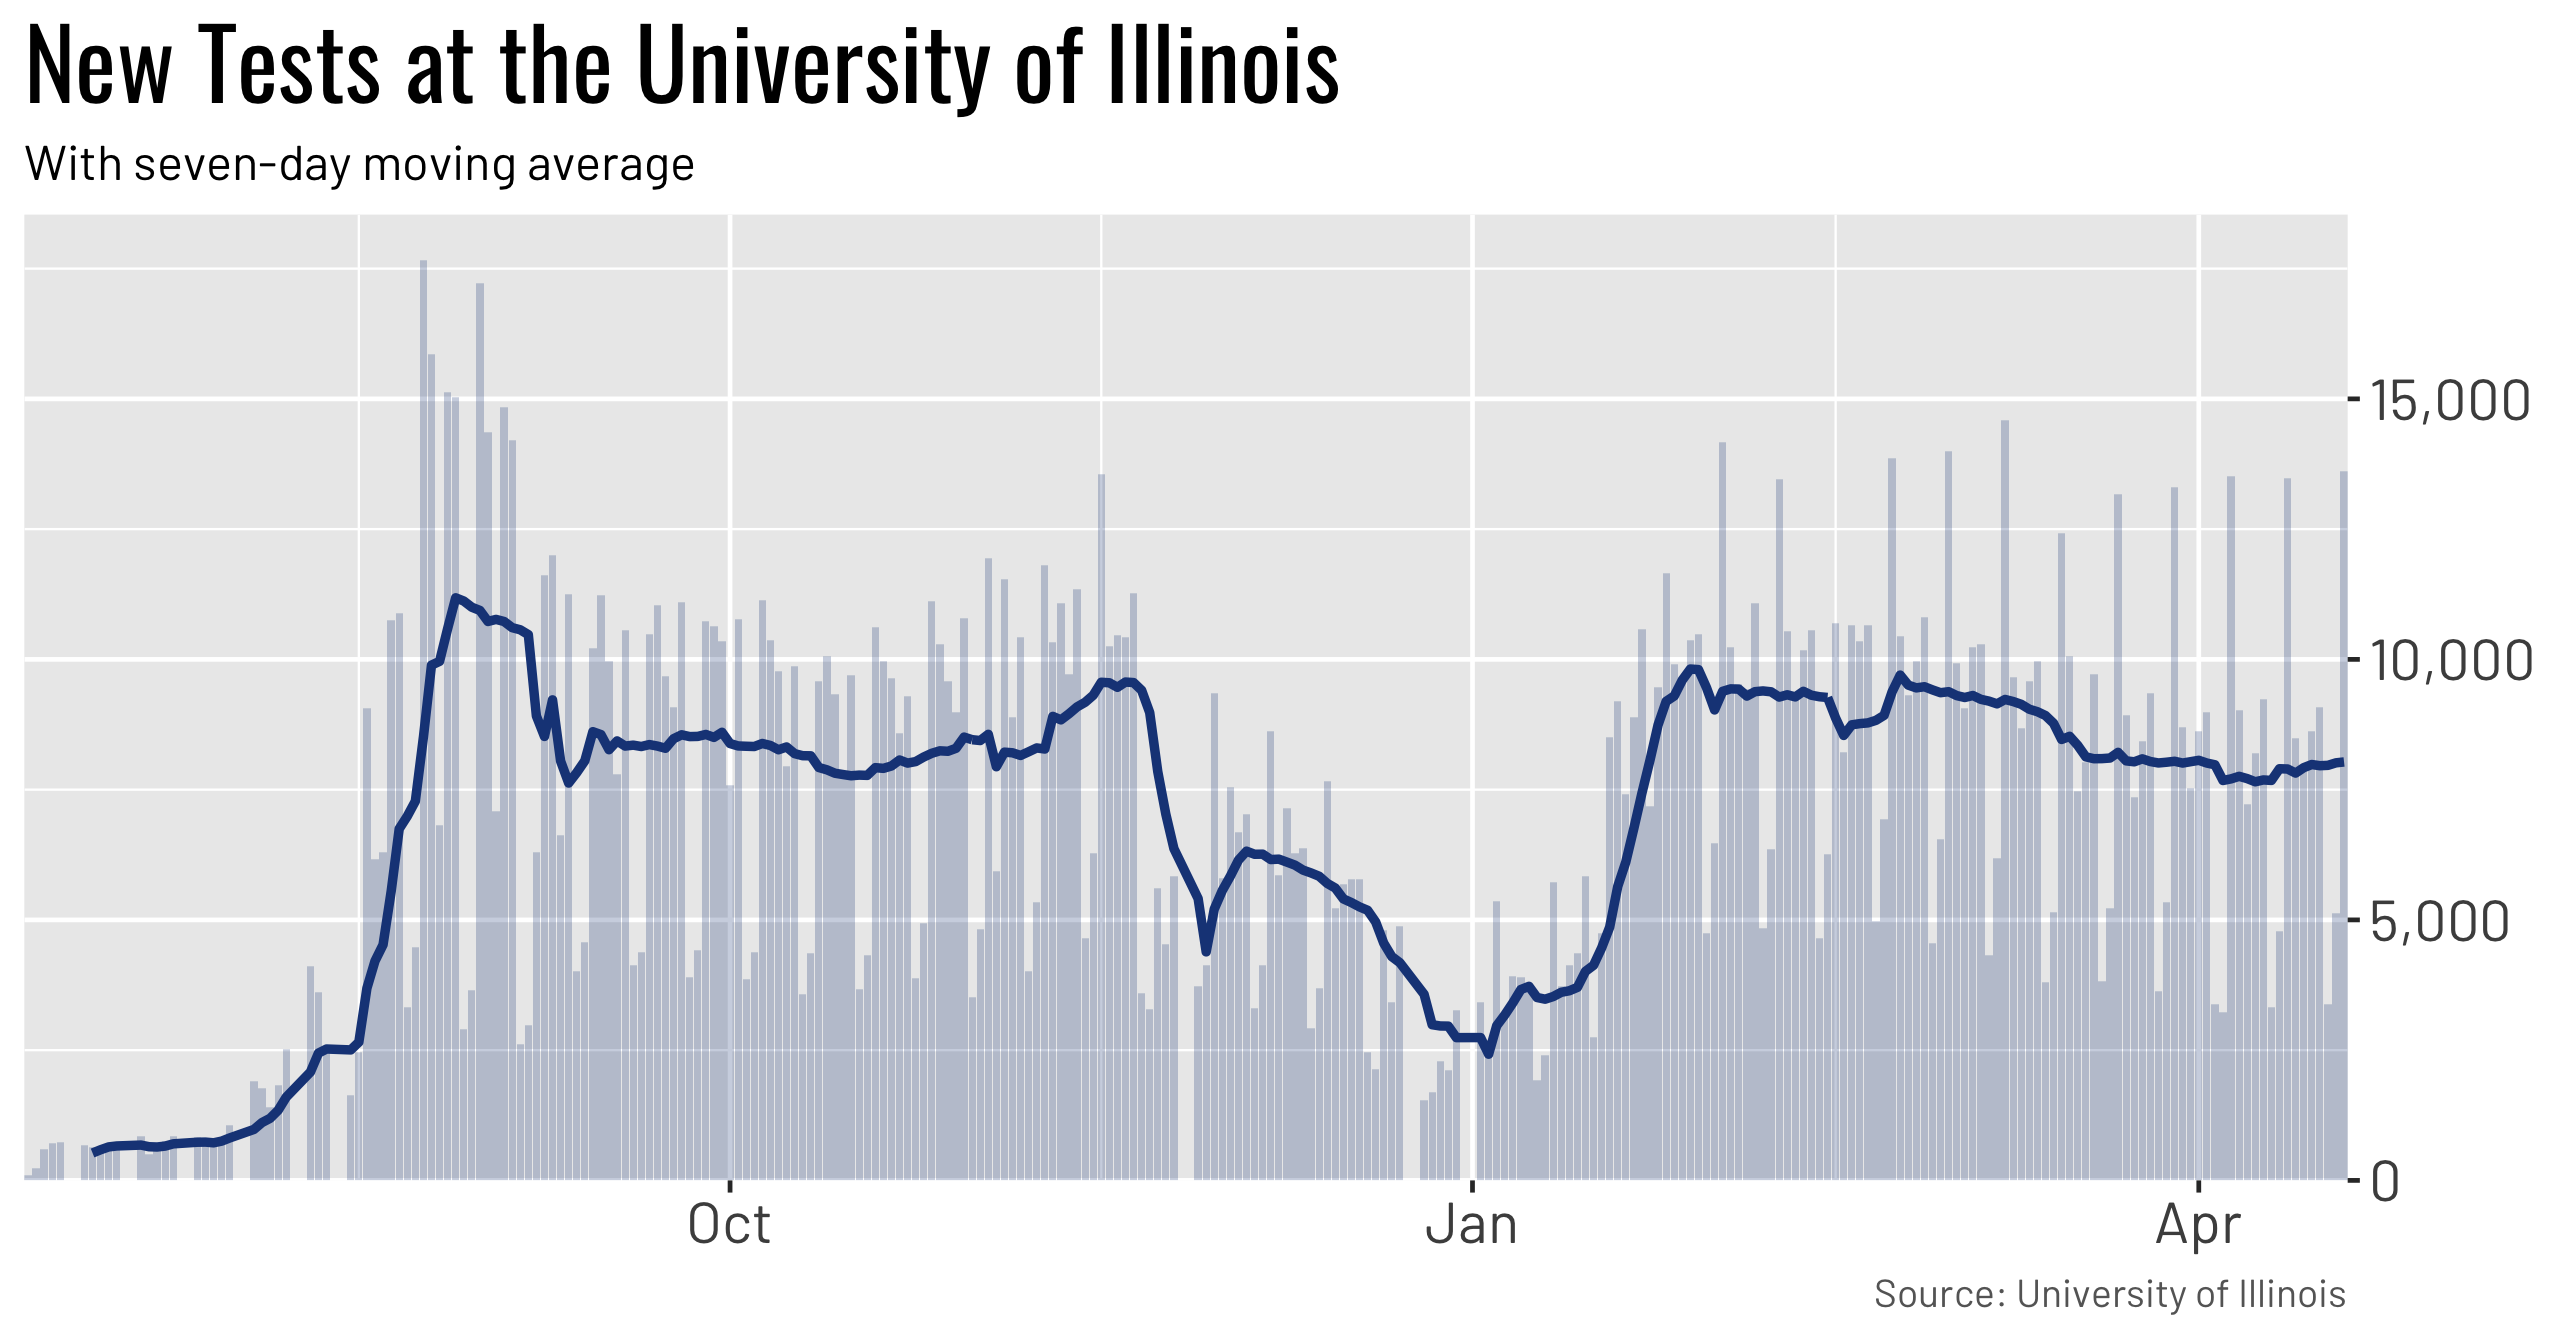 New Tests at the University of Illinois
With seven-day moving average
15,000
10,000
5,000
0
Oct Jan Apr
Source: University of Illinois